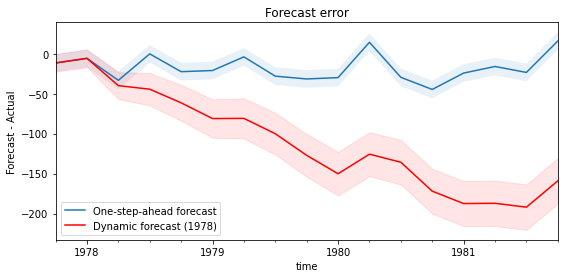 Forecast error
Forecast - Actual
0
−50
−100
−150
−200
One-step-ahead forecast
Dynamic forecast (1978)
1978
1979
1980
1981
time